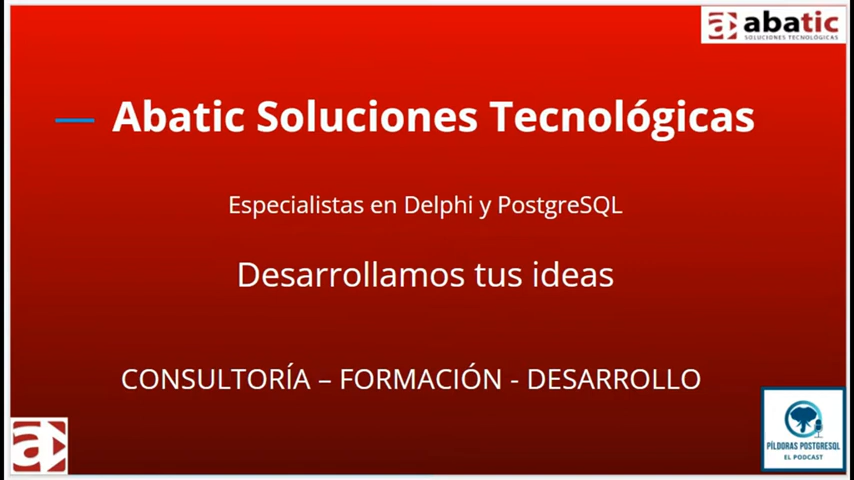 abatic
SOLUCIONES TECNOLÓGICAS
— Abatic Soluciones Tecnológicas
Especialistas en Delphi y PostgreSQL
Desarrollamos tus ideas
CONSULTORÍA – FORMACIÓN - DESARROLLO
a
PÍLDORAS POSTGRESQL
EL PODCAST